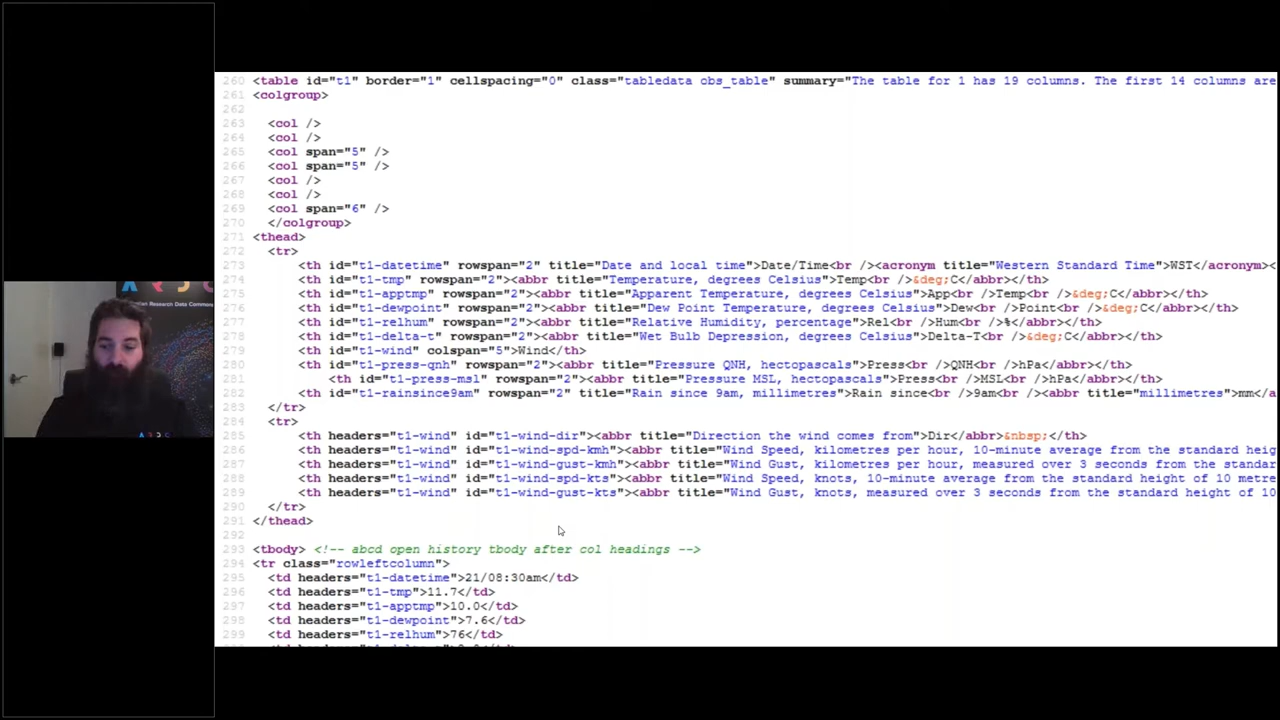 260 <table id="t1" border="1" cellspacing="0" class="tabledata obs_table" summary="The table for 1 has 19 columns. The first 14 columns are
261 <colgroup>
262
263 <col />
264 <col />
265 <col span="5" />
266 <col span="5" />
267 <col />
268 <col />
269 <col span="6" />
270 </colgroup>
271 <thead>
272 <tr>
273 <th id="t1-datetime" rowspan="2" title="Date and local time">Date/Time<br /><acronym title="Western Standard Time">WST</acronym><
274 <th id="t1-tmp" rowspan="2"><abbr title="Temperature, degrees Celsius">Temp<br />&deg;C</abbr></th>
275 <th id="t1-apptmp" rowspan="2"><abbr title="Apparent Temperature, degrees Celsius">App<br />Temp<br />&deg;C</abbr></th>
276 <th id="t1-dewpoint" rowspan="2"><abbr title="Dew Point Temperature, degrees Celsius">Dew<br />Point<br />&deg;C</abbr></th>
277 <th id="t1-relhum" rowspan="2"><abbr title="Relative Humidity, percentage">Rel<br />Hum<br />%</abbr></th>
278 <th id="t1-delta-t" rowspan="2"><abbr title="Wet Bulb Depression, degrees Celsius">Delta-T<br />&deg;C</abbr></th>
279 <th id="t1-wind" colspan="5">Wind</th>
280 <th id="t1-press-qnh" rowspan="2"><abbr title="Pressure QNH, hectopascals">Press<br />QNH<br />hPa</abbr></th>
281 <th id="t1-press-msl" rowspan="2"><abbr title="Pressure MSL, hectopascals">Press<br />MSL<br />hPa</abbr></th>
282 <th id="t1-rainsince9am" rowspan="2"><abbr title="Rain since 9am, millimetres">Rain since<br />9am<br /><abbr title="millimetres">mm</a
283 </tr>
284 <tr>
285 <th headers="t1-wind" id="t1-wind-dir"><abbr title="Direction the wind comes from">Dir</abbr>&nbsp;</th>
286 <th headers="t1-wind" id="t1-wind-spd-kmh"><abbr title="Wind Speed, kilometres per hour, 10-minute average from the standard heig
287 <th headers="t1-wind" id="t1-wind-gust-kmh"><abbr title="Wind Gust, kilometres per hour, measured over 3 seconds from the standar
288 <th headers="t1-wind" id="t1-wind-spd-kts"><abbr title="Wind Speed, knots, 10-minute average from the standard height of 10 metre
289 <th headers="t1-wind" id="t1-wind-gust-kts"><abbr title="Wind Gust, knots, measured over 3 seconds from the standard height of 10
290 </tr>
291 </thead>
292
293 <tbody> <!-- abcd open history tbody after col headings -->
294 <tr class="rowleftcolumn">
295 <td headers="t1-datetime">21/08:30am</td>
296 <td headers="t1-tmp">11.7</td>
297 <td headers="t1-apptmp">10.0</td>
298 <td headers="t1-dewpoint">7.6</td>
299 <td headers="t1-relhum">76</td>
Research Data Commons